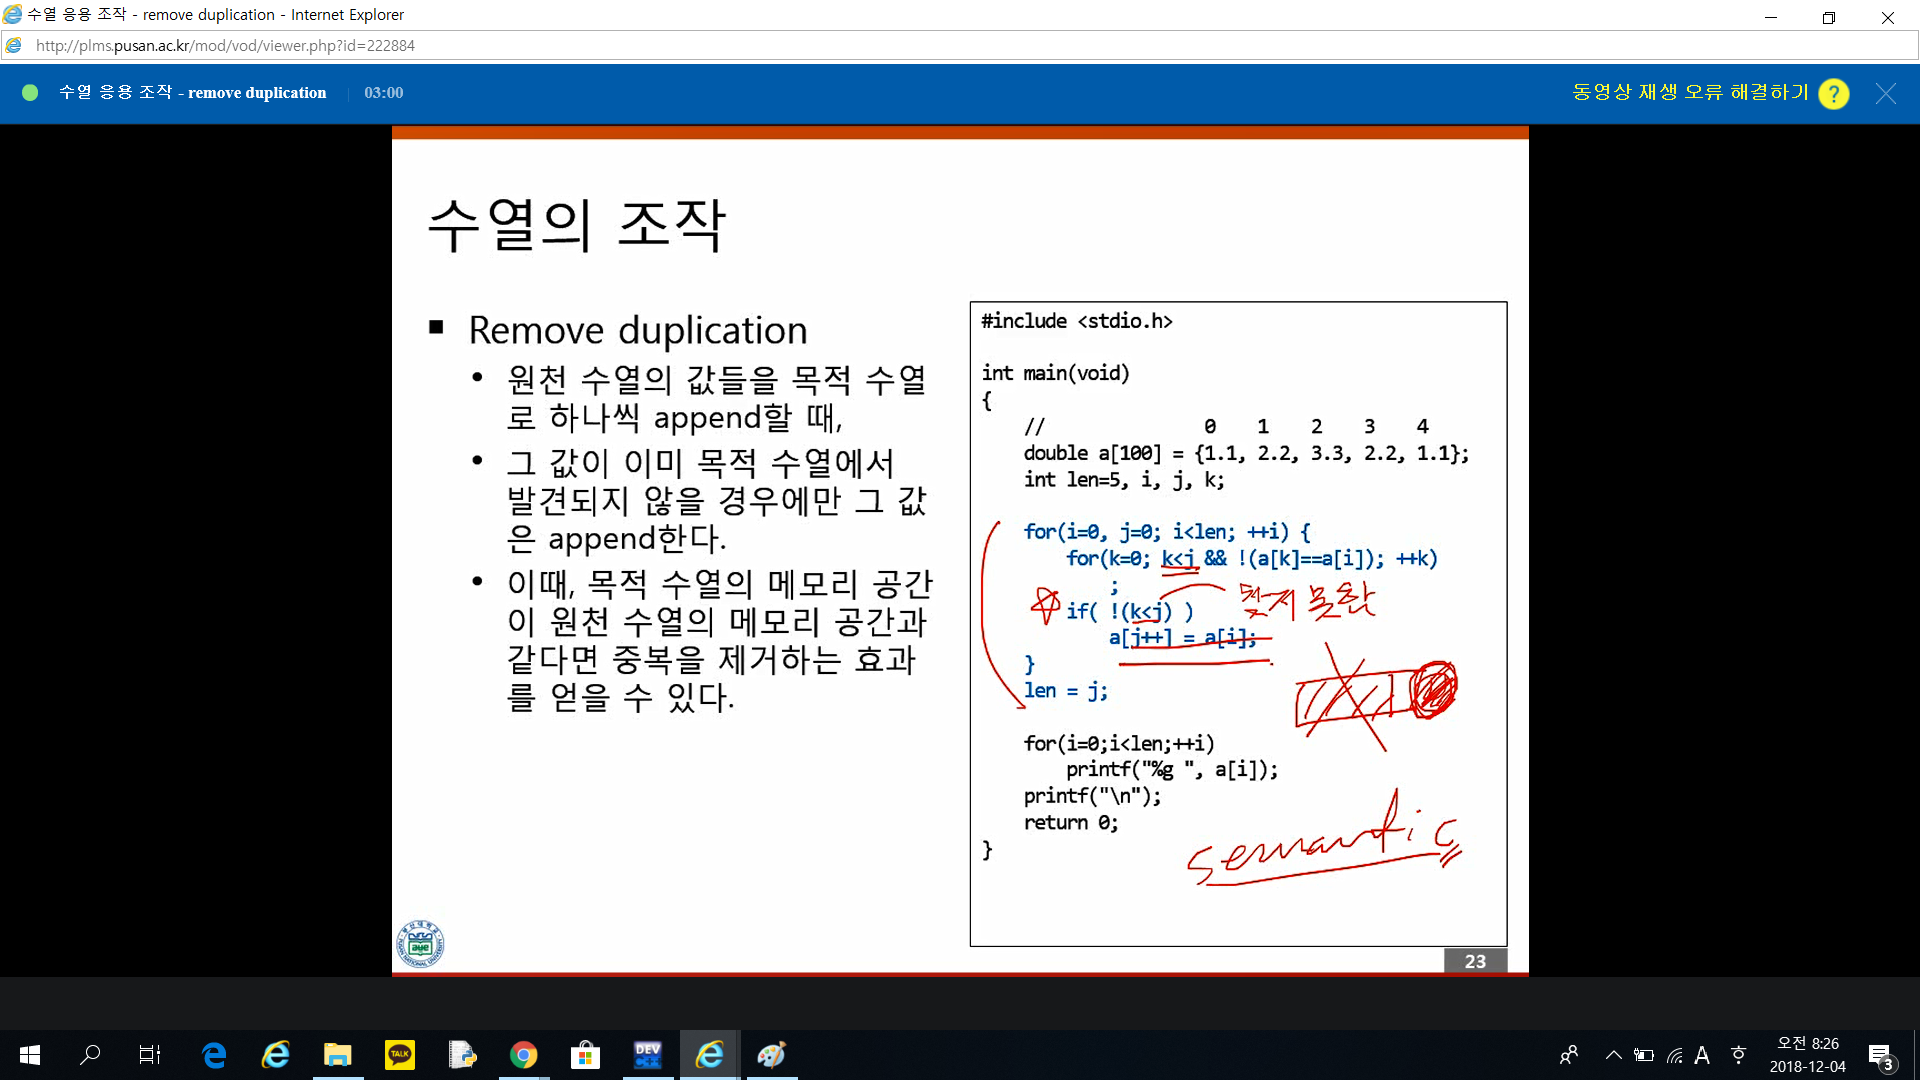 수열 응용 조작 - remove duplication - Internet Explorer
http://plms.pusan.ac.kr/mod/vod/viewer.php?id=222884
수열 응용 조작 - remove duplication | 03:00
동영상 재생 오류 해결하기 ?
수열의 조작
■ Remove duplication
• 원천 수열의 값들을 목적 수열
로 하나씩 append할 때,
• 그 값이 이미 목적 수열에서
발견되지 않을 경우에만 그 값
은 append한다.
• 이때, 목적 수열의 메모리 공간
이 원천 수열의 메모리 공간과
같다면 중복을 제거하는 효과
를 얻을 수 있다.
#include <stdio.h>
int main(void)
{
// 0 1 2 3 4
double a[100] = {1.1, 2.2, 3.3, 2.2, 1.1};
int len=5, i, j, k;
for(i=0, j=0; i<len; ++i) {
for(k=0; k<j && !(a[k]==a[i]); ++k)
;
if( !(k<j) )
찾지 못한
a[j++] = a[i];
}
len = j;
for(i=0;i<len;++i)
printf("%g ", a[i]);
printf("\n");
return 0;
}
semantic
23
TALK
DEV
A
오전 8:26
2018-12-04
3